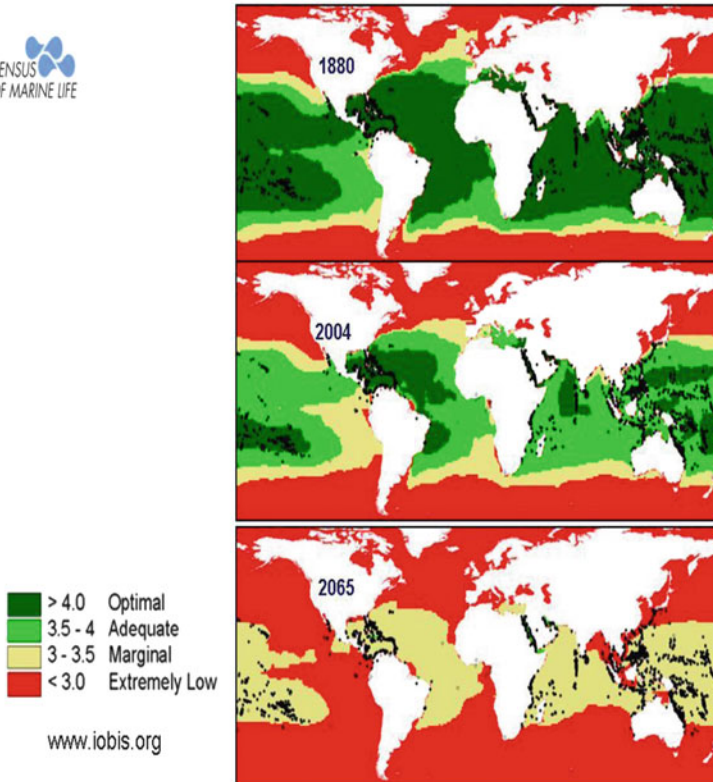 ENSUS
OF MARINE LIFE
1880
2004
2065
> 4.0 Optimal
3.5 - 4 Adequate
3 - 3.5 Marginal
< 3.0 Extremely Low
www.iobis.org